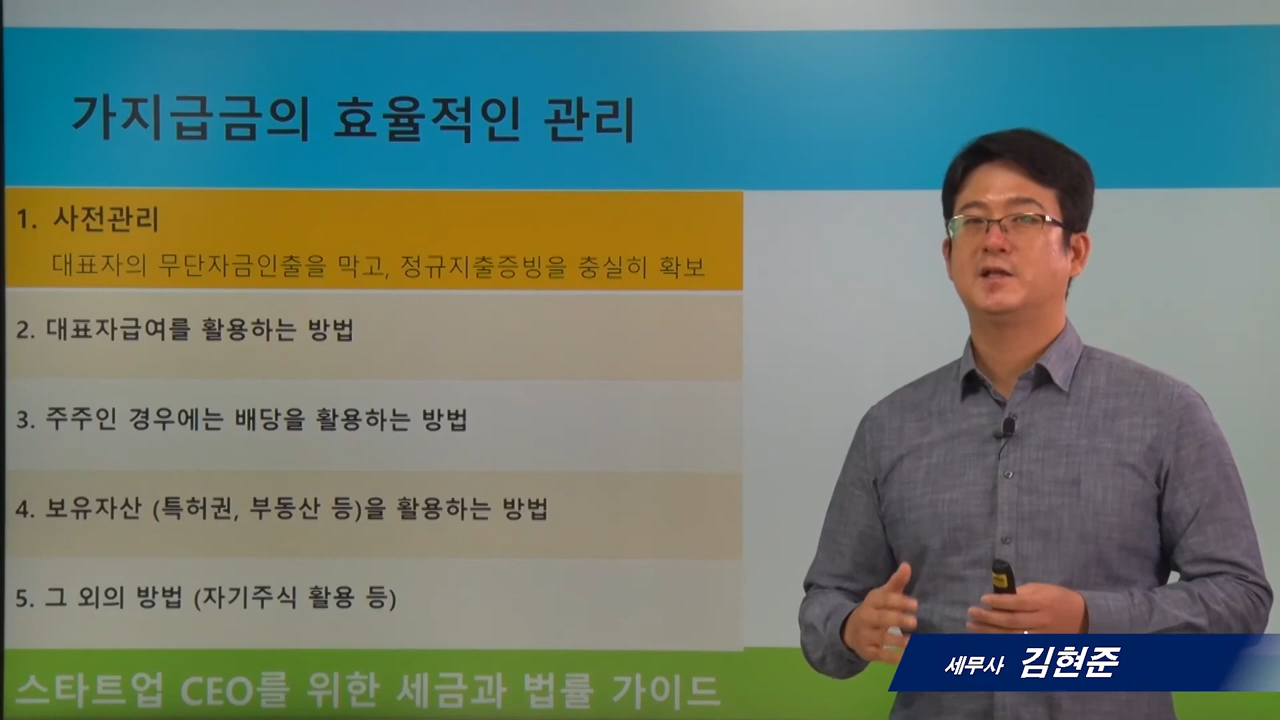 가지급금의 효율적인 관리
1. 사전관리
대표자의 무단자금인출을 막고, 정규지출증빙을 충실히 확보
2. 대표자급여를 활용하는 방법
3. 주주인 경우에는 배당을 활용하는 방법
4. 보유자산 (특허권, 부동산 등)을 활용하는 방법
5. 그 외의 방법 (자기주식 활용 등)
세무사 김현준
스타트업 CEO를 위한 세금과 법률 가이드